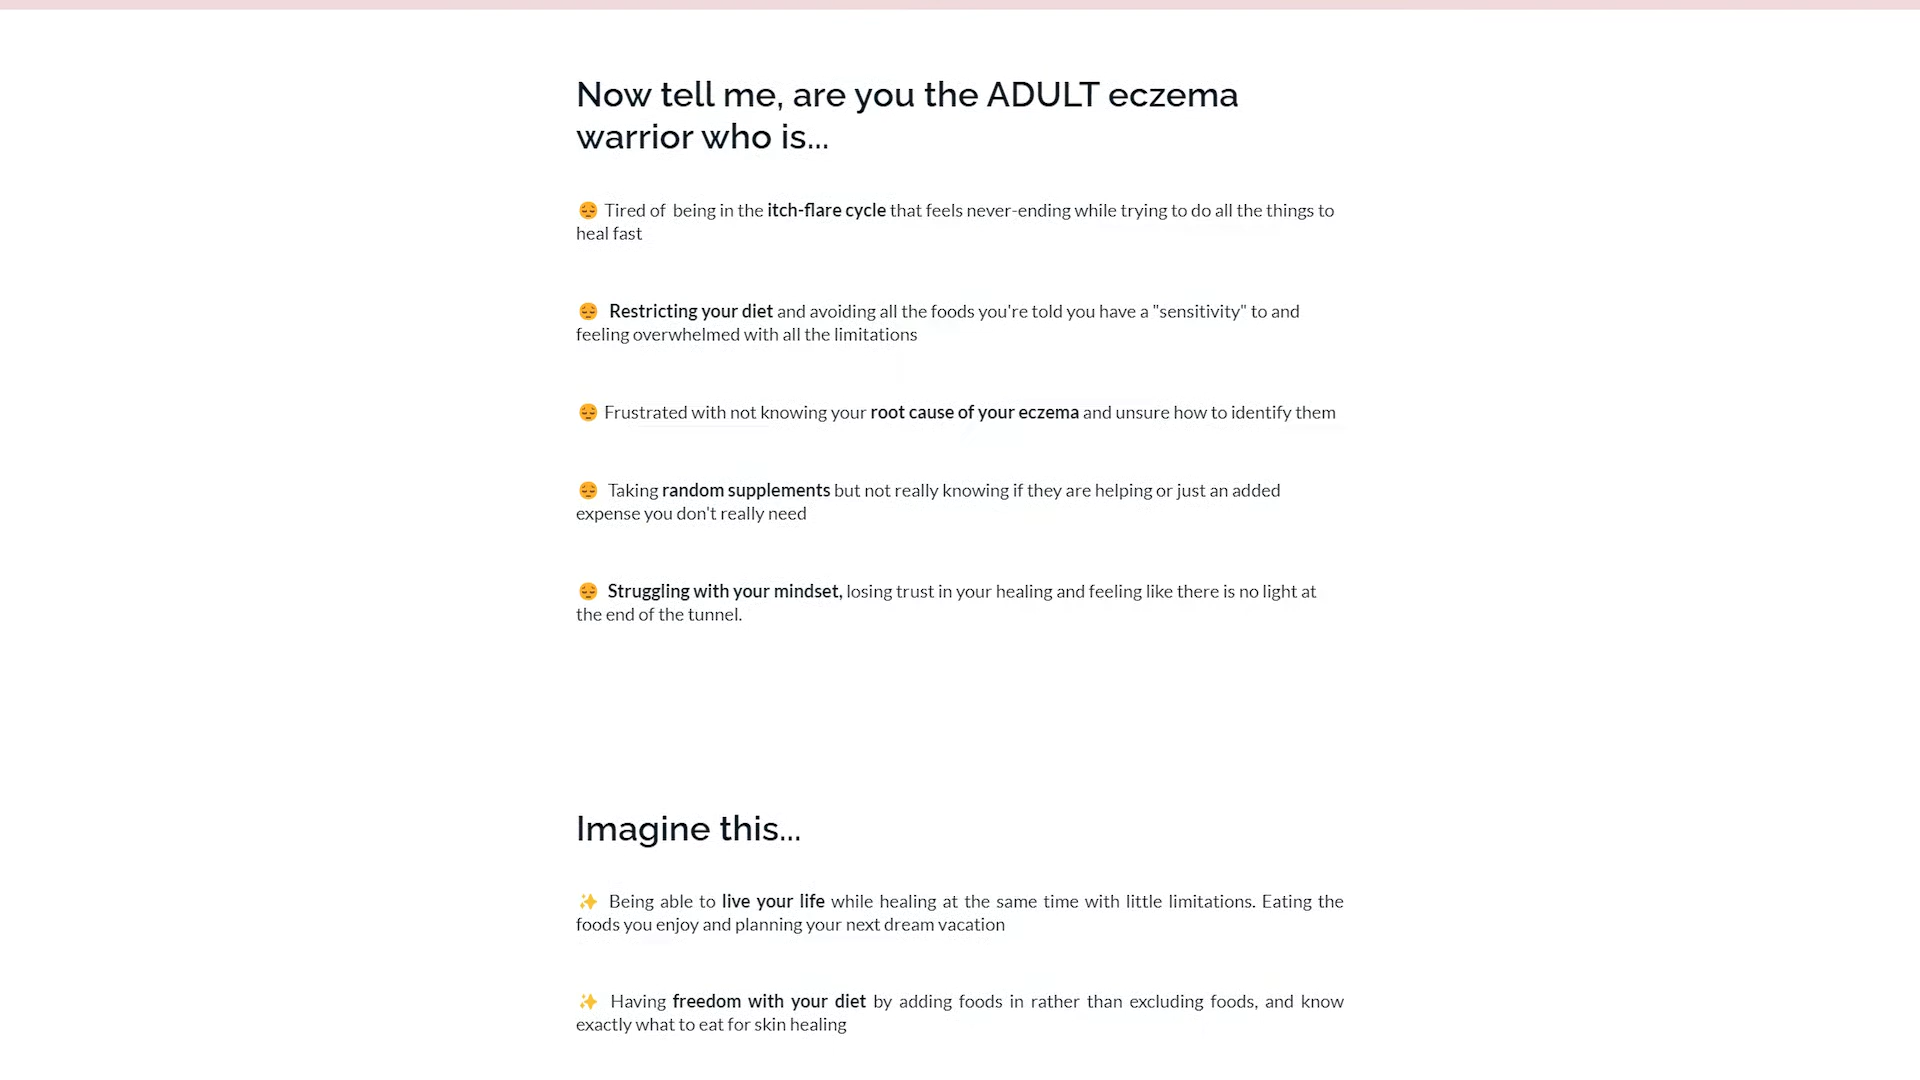 Now tell me, are you the ADULT eczema
warrior who is...
😔 Tired of being in the itch-flare cycle that feels never-ending while trying to do all the things to
heal fast
😔 Restricting your diet and avoiding all the foods you're told you have a "sensitivity" to and
feeling overwhelmed with all the limitations
😔 Frustrated with not knowing your root cause of your eczema and unsure how to identify them
😔 Taking random supplements but not really knowing if they are helping or just an added
expense you don't really need
😔 Struggling with your mindset, losing trust in your healing and feeling like there is no light at
the end of the tunnel.
Imagine this...
✨ Being able to live your life while healing at the same time with little limitations. Eating the
foods you enjoy and planning your next dream vacation
✨ Having freedom with your diet by adding foods in rather than excluding foods, and know
exactly what to eat for skin healing